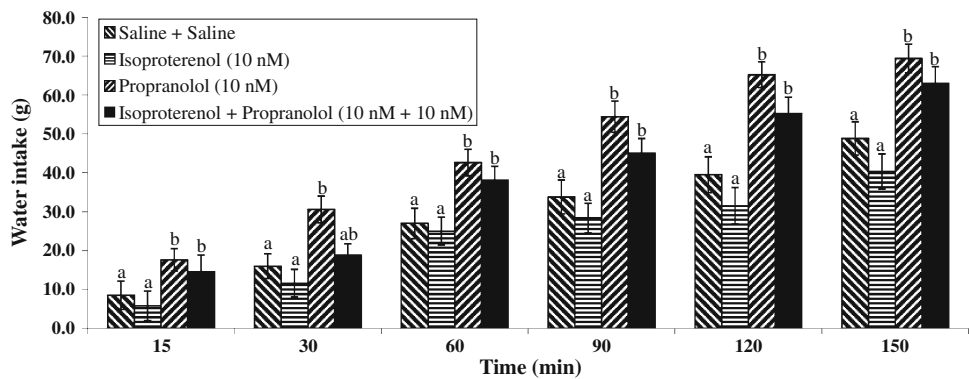 80.0
70.0
60.0
50.0
40.0
30.0
20.0
10.0
0.0
Water intake (g)
Saline + Saline
Isoproterenol (10 nM)
Propranolol (10 nM)
Isoproterenol + Propranolol (10 nM + 10 nM)
a a b b
a a b ab
a a b b
a a b b
a a b b
a a b b
15 30 60 90 120 150
Time (min)